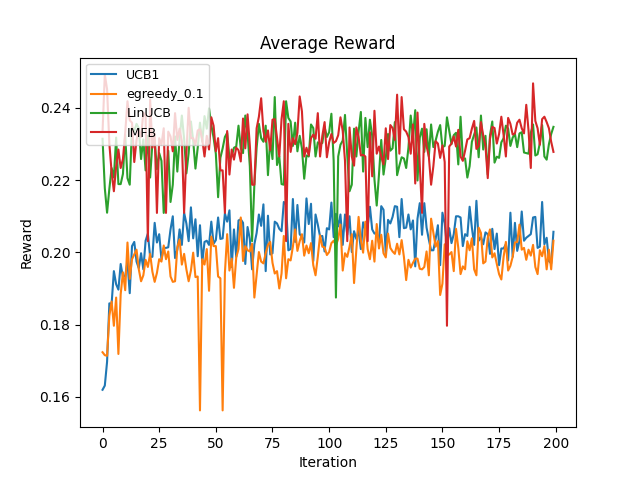 Average Reward
UCB1
egreedy_0.1
LinUCB
IMFB
0.24
0.22
0.20
0.18
0.16
Reward
0 25 50 75 100 125 150 175 200
Iteration